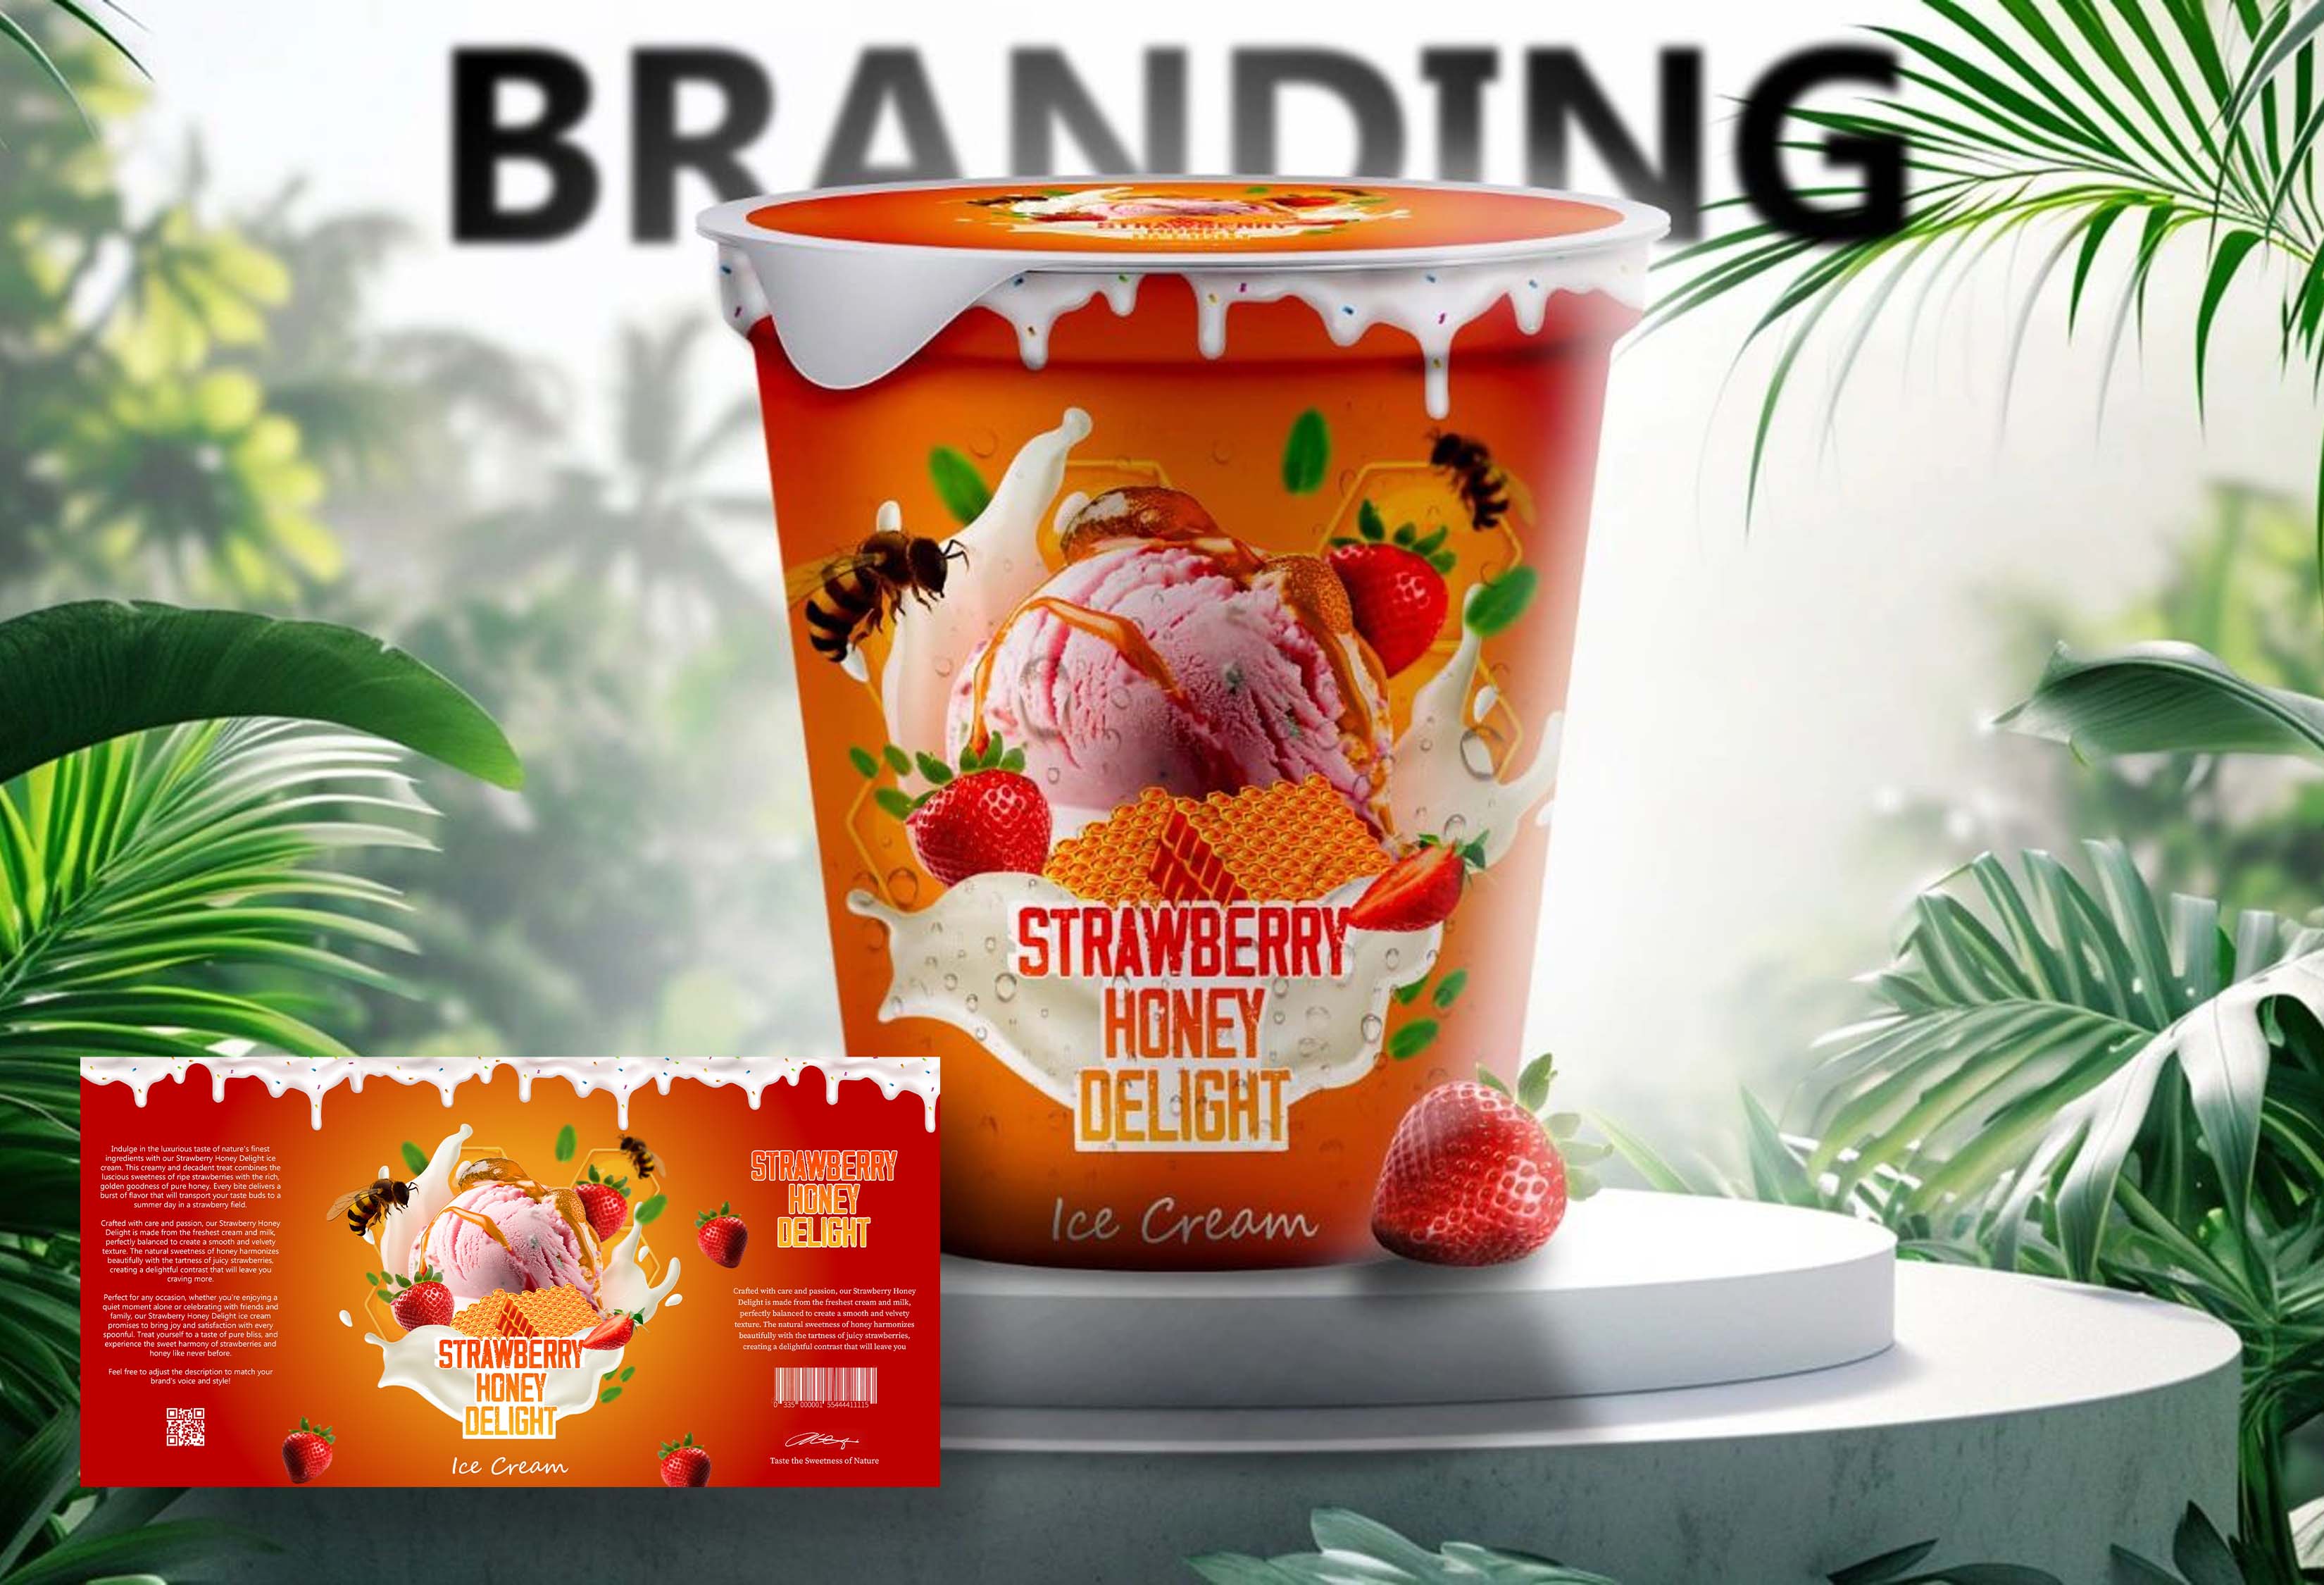 BRANDING
STRAWBERRY
HONEY
DELIGHT
Ice Cream
Indulge in the luxurious taste of nature's finest
ingredients with our Strawberry Honey Delight ice
cream. This creamy and decadent treat combines the
luscious sweetness of ripe strawberries with the rich,
golden goodness of pure honey. Every bite delivers a
burst of flavor that will transport your taste buds to a
summer day in a strawberry field.
Crafted with care and passion, our Strawberry Honey
Delight is made from the freshest cream and milk,
perfectly balanced to create a smooth and velvety
texture. The natural sweetness of honey harmonizes
beautifully with the tartness of juicy strawberries,
creating a delightful contrast that will leave you
craving more.
Perfect for any occasion, whether you're enjoying a
quiet moment alone or celebrating with friends and
family, our Strawberry Honey Delight ice cream
promises to bring joy and satisfaction with every
spoonful. Treat yourself to a taste of pure bliss, and
experience the sweet harmony of strawberries and
honey like never before.
Feel free to adjust the description to match your
brand's voice and style!
STRAWBERRY
HONEY
DELIGHT
Ice Cream
STRAWBERRY
HONEY
DELIGHT
Crafted with care and passion, our Strawberry Honey
Delight is made from the freshest cream and milk,
perfectly balanced to create a smooth and velvety
texture. The natural sweetness of honey harmonizes
beautifully with the tartness of juicy strawberries,
creating a delightful contrast that will leave you
0 335 000001 55444411115
Taste the Sweetness of Nature